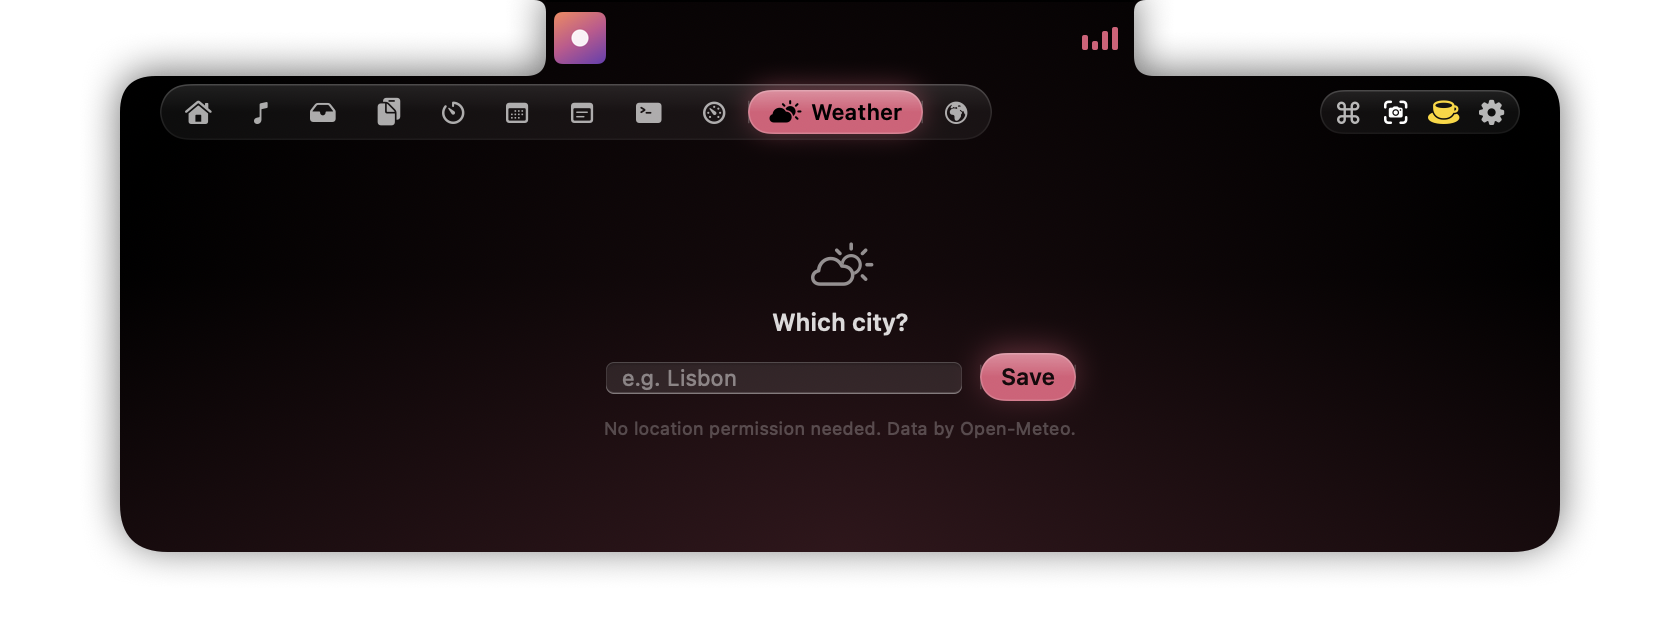 Weather
Which city?
e.g. Lisbon
Save
No location permission needed. Data by Open-Meteo.